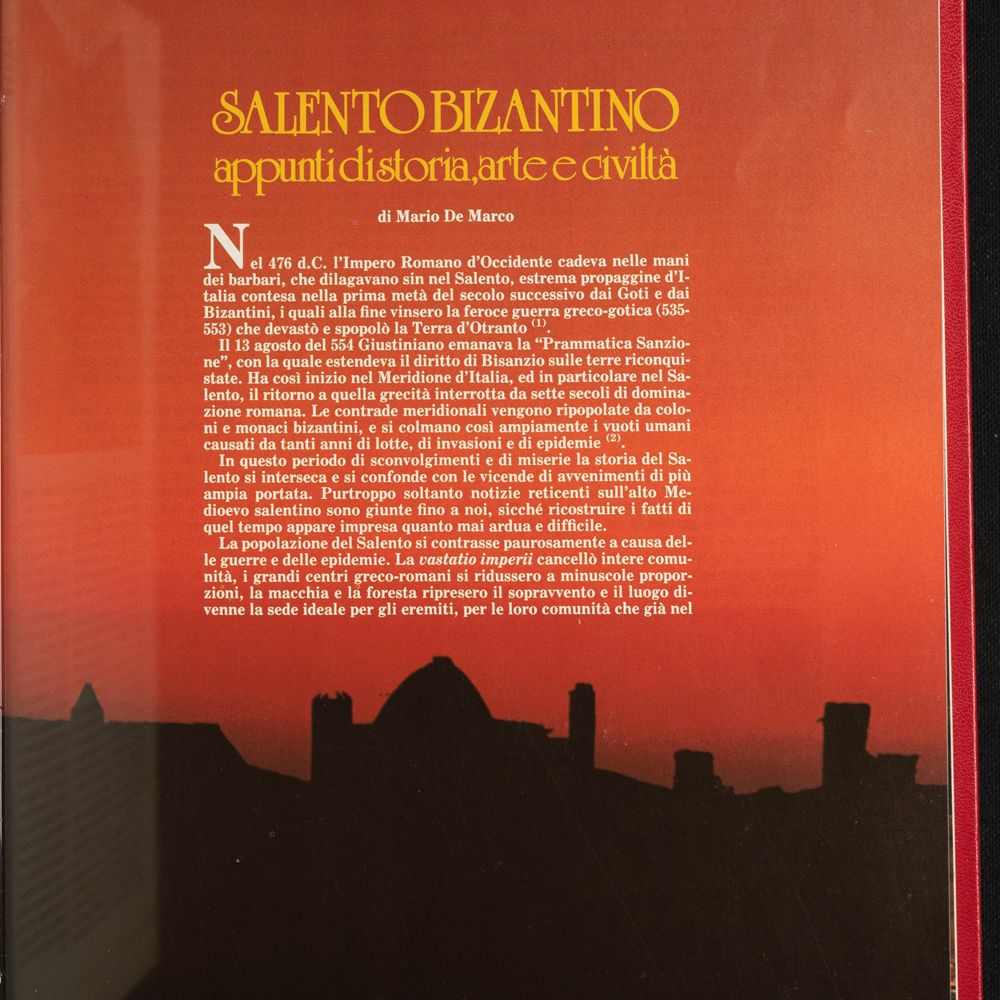 SALENTO BIZANTINO
appunti di storia, arte e civiltà
di Mario De Marco
Nel 476 d.C. l'Impero Romano d'Occidente cadeva nelle mani
dei barbari, che dilagavano sin nel Salento, estrema propaggine d'I-
talia contesa nella prima metà del secolo successivo dai Goti e dai
Bizantini, i quali alla fine vinsero la feroce guerra greco-gotica (535-
553) che devastò e spopolò la Terra d'Otranto (1).
Il 13 agosto del 554 Giustiniano emanava la “Prammatica Sanzio-
ne”, con la quale estendeva il diritto di Bisanzio sulle terre riconqui-
state. Ha così inizio nel Meridione d'Italia, ed in particolare nel Sa-
lento, il ritorno a quella grecità interrotta da sette secoli di domina-
zione romana. Le contrade meridionali vengono ripopolate da colo-
ni e monaci bizantini, e si colmano così ampiamente i vuoti umani
causati da tanti anni di lotte, di invasioni e di epidemie (2).
In questo periodo di sconvolgimenti e di miserie la storia del Sa-
lento si interseca e si confonde con le vicende di avvenimenti di più
ampia portata. Purtroppo soltanto notizie reticenti sull'alto Me-
dioevo salentino sono giunte fino a noi, sicché ricostruire i fatti di
quel tempo appare impresa quanto mai ardua e difficile.
La popolazione del Salento si contrasse paurosamente a causa del-
le guerre e delle epidemie. La vastatio imperii cancellò intere comu-
nità, i grandi centri greco-romani si ridussero a minuscole propor-
zioni, la macchia e la foresta ripresero il sopravvento e il luogo di-
venne la sede ideale per gli eremiti, per le loro comunità che già nel